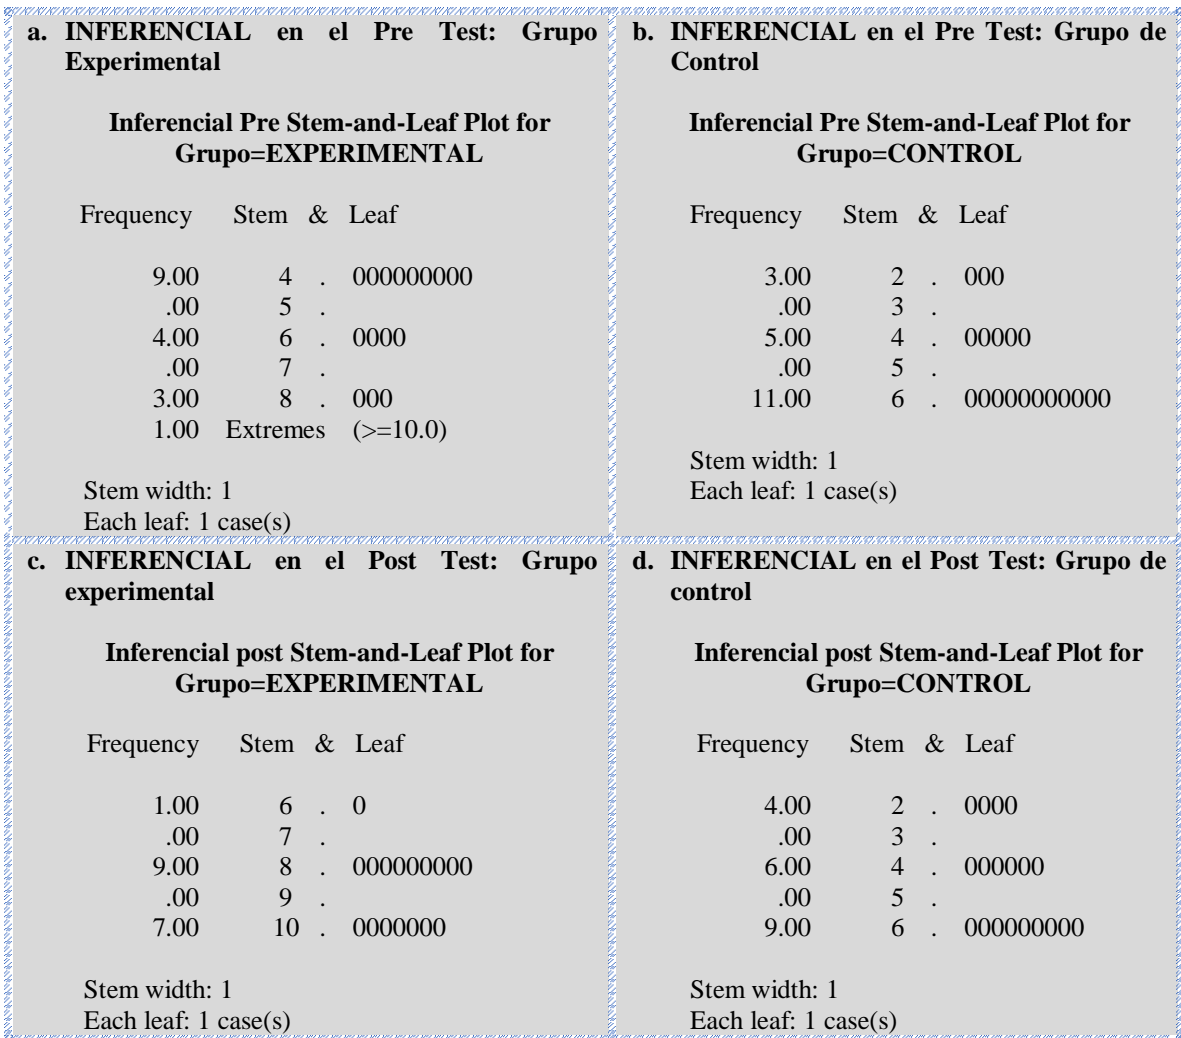 a. INFERENCIAL en el Pre Test: Grupo
Experimental
Inferencial Pre Stem-and-Leaf Plot for
Grupo=EXPERIMENTAL
Frequency Stem & Leaf
9.00 4 . 000000000
.00 5 .
4.00 6 . 0000
.00 7 .
3.00 8 . 000
1.00 Extremes (>=10.0)
Stem width: 1
Each leaf: 1 case(s)
b. INFERENCIAL en el Pre Test: Grupo de
Control
Inferencial Pre Stem-and-Leaf Plot for
Grupo=CONTROL
Frequency Stem & Leaf
3.00 2 . 000
.00 3 .
5.00 4 . 00000
.00 5 .
11.00 6 . 00000000000
Stem width: 1
Each leaf: 1 case(s)
c. INFERENCIAL en el Post Test: Grupo
experimental
Inferencial post Stem-and-Leaf Plot for
Grupo=EXPERIMENTAL
Frequency Stem & Leaf
1.00 6 . 0
.00 7 .
9.00 8 . 000000000
.00 9 .
7.00 10 . 0000000
Stem width: 1
Each leaf: 1 case(s)
d. INFERENCIAL en el Post Test: Grupo de
control
Inferencial post Stem-and-Leaf Plot for
Grupo=CONTROL
Frequency Stem & Leaf
4.00 2 . 0000
.00 3 .
6.00 4 . 000000
.00 5 .
9.00 6 . 000000000
Stem width: 1
Each leaf: 1 case(s)